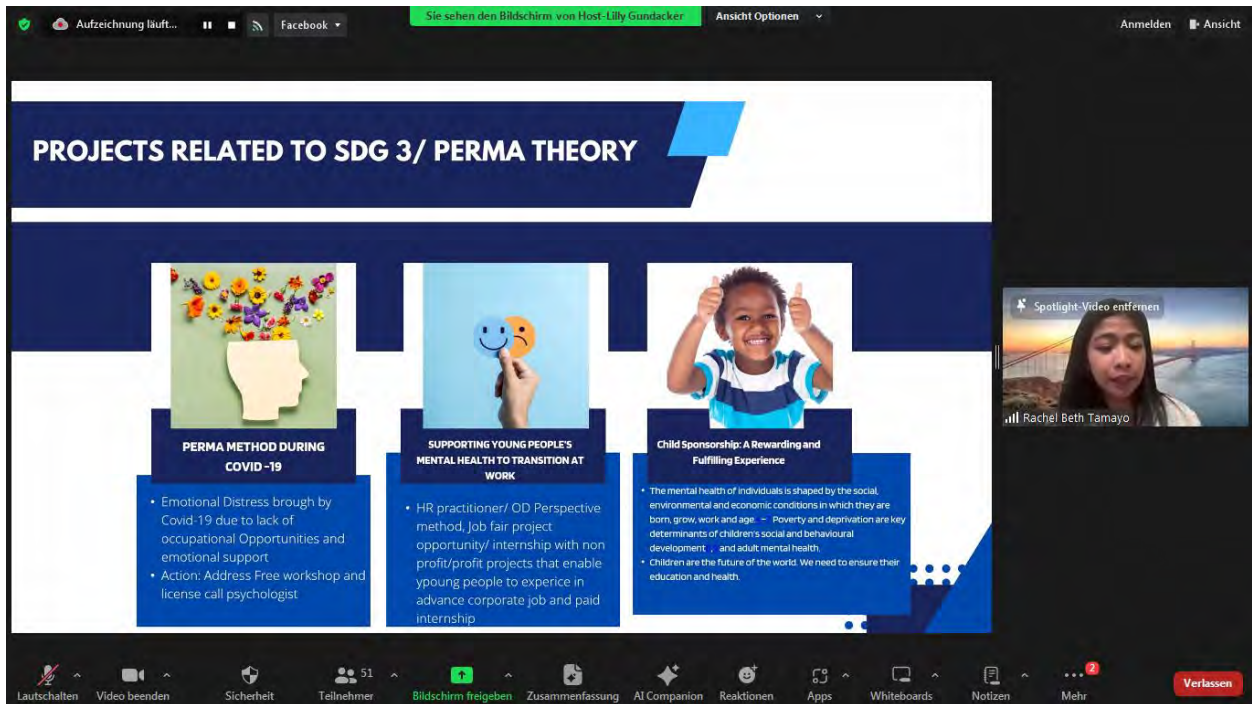 Aufzeichnung läuft...
Facebook
Sie sehen den Bildschirm von Host-Lilly Gundacker
Ansicht Optionen
Anmelden
Ansicht
PROJECTS RELATED TO SDG 3/ PERMA THEORY
PERMA METHOD DURING
COVID -19
• Emotional Distress brough by
Covid-19 due to lack of
occupational Opportunities and
emotional support
• Action: Address Free workshop and
license call psychologist
SUPPORTING YOUNG PEOPLE'S
MENTAL HEALTH TO TRANSITION AT
WORK
• HR practitioner/ OD Perspective
method, Job fair project
opportunity/ internship with non
profit/profit projects that enable
ypoung people to experice in
advance corporate job and paid
internship
Child Sponsorship: A Rewarding and
Fulfilling Experience
• The mental health of individuals is shaped by the social,
environmental and economic conditions in which they are
born, grow, work and age. – Poverty and deprivation are key
determinants of children's social and behavioural
development , and adult mental health.
• Children are the future of the world. We need to ensure their
education and health.
Spotlight-Video entfernen
Rachel Beth Tamayo
Lautschalten
Video beenden
Sicherheit
51
Teilnehmer
Bildschirm freigeben
Zusammenfassung
AI Companion
Reaktionen
Apps
Whiteboards
Notizen
2
Mehr
Verlassen